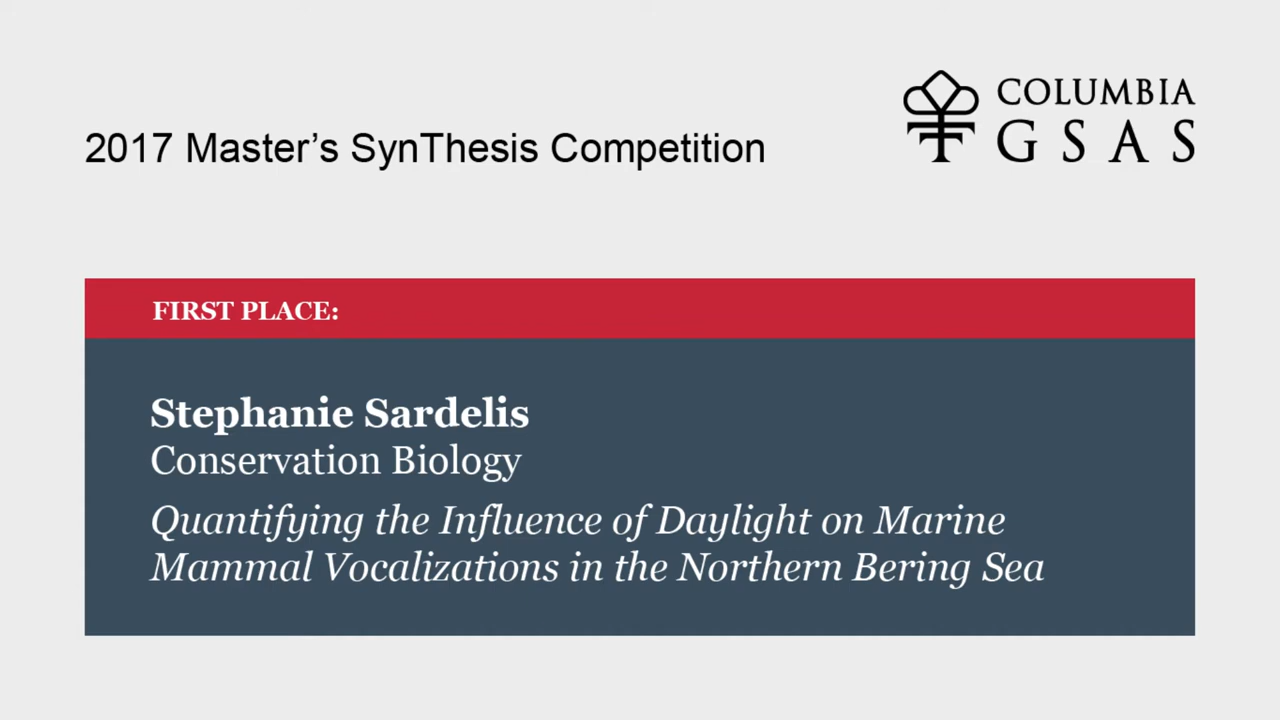 2017 Master's SynThesis Competition
COLUMBIA
GSAS
FIRST PLACE:
Stephanie Sardelis
Conservation Biology
Quantifying the Influence of Daylight on Marine
Mammal Vocalizations in the Northern Bering Sea